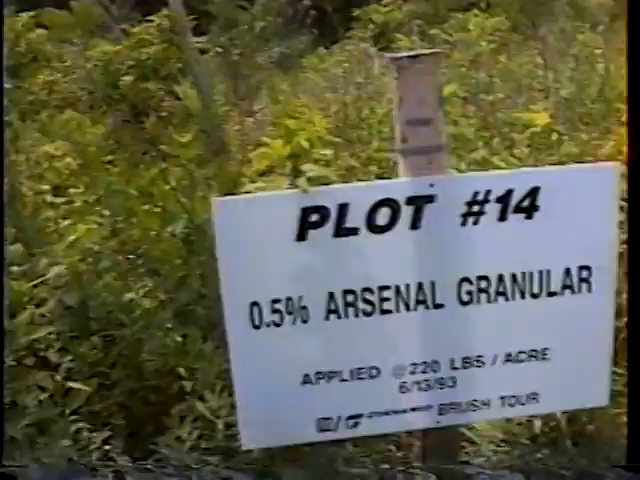 PLOT #14
0.5% ARSENAL GRANULAR
APPLIED @ 220 LBS / ACRE
6/13/93
BRUSH TOUR